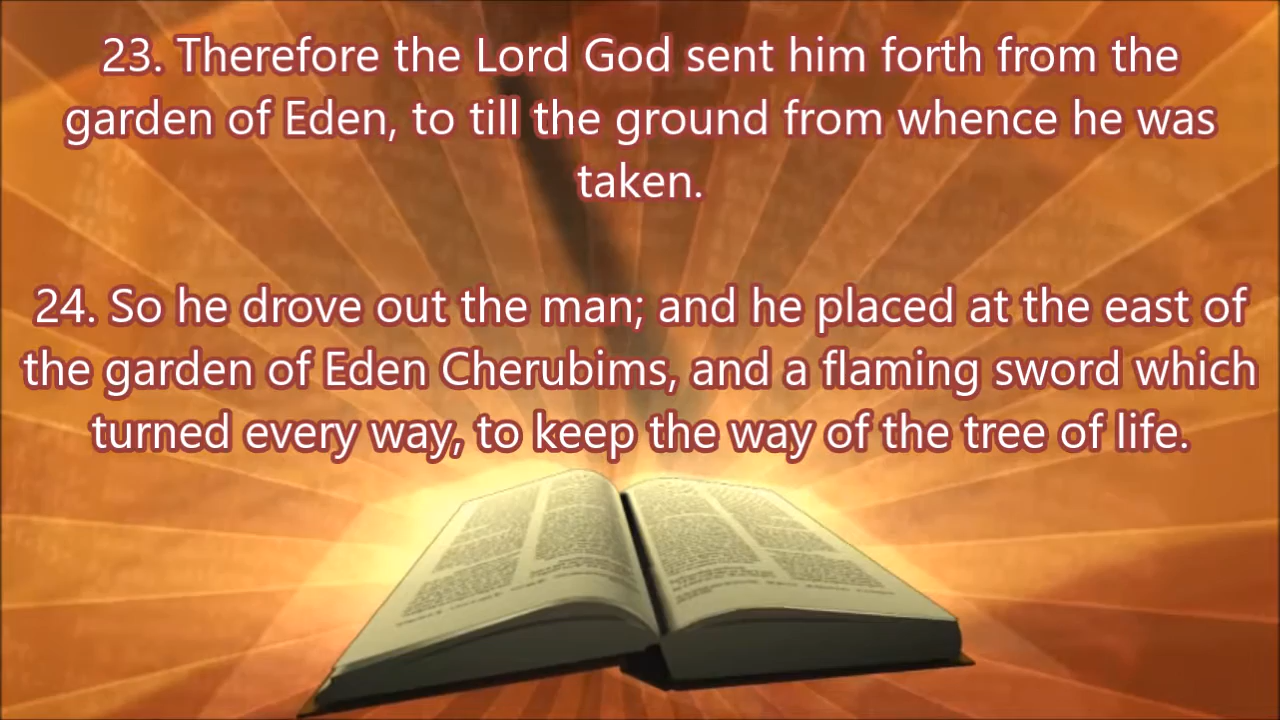 23. Therefore the Lord God sent him forth from the
garden of Eden, to till the ground from whence he was
taken.
24. So he drove out the man; and he placed at the east of
the garden of Eden Cherubims, and a flaming sword which
turned every way, to keep the way of the tree of life.